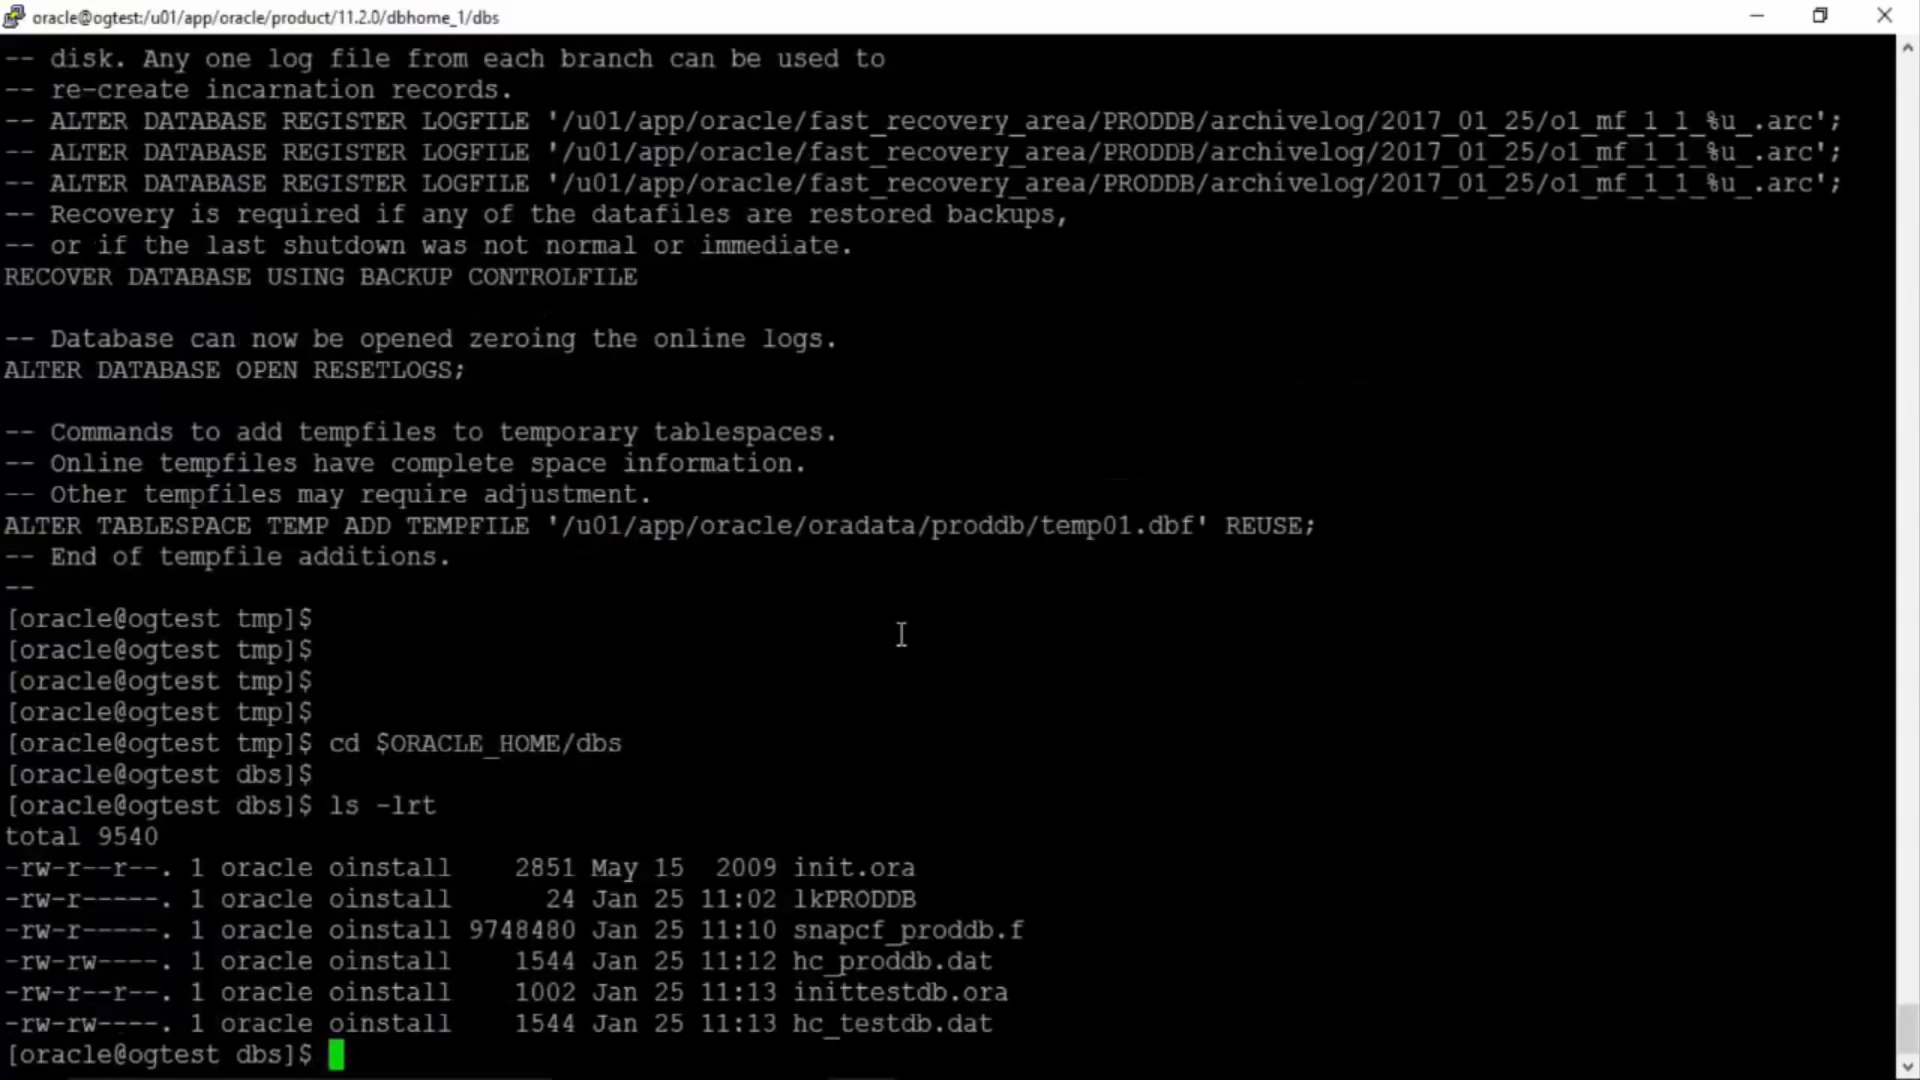 oracle@ogtest:/u01/app/oracle/product/11.2.0/dbhome_1/dbs
-- disk. Any one log file from each branch can be used to
-- re-create incarnation records.
-- ALTER DATABASE REGISTER LOGFILE '/u01/app/oracle/fast_recovery_area/PRODDB/archivelog/2017_01_25/o1_mf_1_1_%u_.arc';
-- ALTER DATABASE REGISTER LOGFILE '/u01/app/oracle/fast_recovery_area/PRODDB/archivelog/2017_01_25/o1_mf_1_1_%u_.arc';
-- ALTER DATABASE REGISTER LOGFILE '/u01/app/oracle/fast_recovery_area/PRODDB/archivelog/2017_01_25/o1_mf_1_1_%u_.arc';
-- Recovery is required if any of the datafiles are restored backups,
-- or if the last shutdown was not normal or immediate.
RECOVER DATABASE USING BACKUP CONTROLFILE
-- Database can now be opened zeroing the online logs.
ALTER DATABASE OPEN RESETLOGS;
-- Commands to add tempfiles to temporary tablespaces.
-- Online tempfiles have complete space information.
-- Other tempfiles may require adjustment.
ALTER TABLESPACE TEMP ADD TEMPFILE '/u01/app/oracle/oradata/proddb/temp01.dbf' REUSE;
-- End of tempfile additions.
--
[oracle@ogtest tmp]$
[oracle@ogtest tmp]$
[oracle@ogtest tmp]$
[oracle@ogtest tmp]$
[oracle@ogtest tmp]$ cd $ORACLE_HOME/dbs
[oracle@ogtest dbs]$
[oracle@ogtest dbs]$ ls -lrt
total 9540
-rw-r--r--. 1 oracle oinstall    2851 May 15  2009 init.ora
-rw-r-----. 1 oracle oinstall      24 Jan 25 11:02 lkPRODDB
-rw-r-----. 1 oracle oinstall 9748480 Jan 25 11:10 snapcf_proddb.f
-rw-rw----. 1 oracle oinstall    1544 Jan 25 11:12 hc_proddb.dat
-rw-r--r--. 1 oracle oinstall    1002 Jan 25 11:13 inittestdb.ora
-rw-rw----. 1 oracle oinstall    1544 Jan 25 11:13 hc_testdb.dat
[oracle@ogtest dbs]$